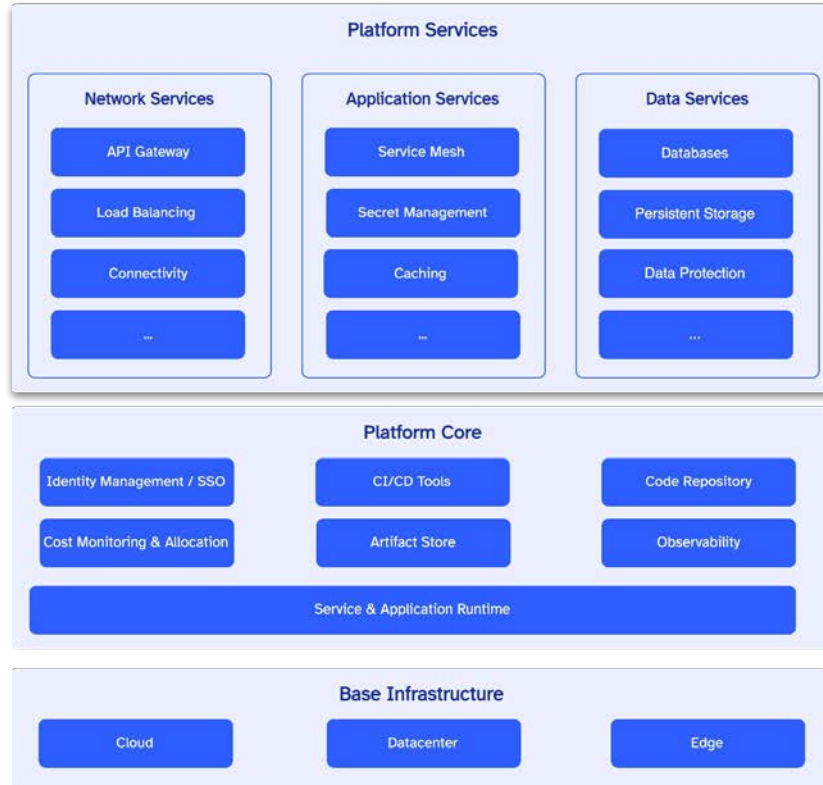 Platform Services
Network Services
API Gateway
Load Balancing
Connectivity
...
Application Services
Service Mesh
Secret Management
Caching
...
Data Services
Databases
Persistent Storage
Data Protection
...
Platform Core
Identity Management / SSO
CI/CD Tools
Code Repository
Cost Monitoring & Allocation
Artifact Store
Observability
Service & Application Runtime
Base Infrastructure
Cloud
Datacenter
Edge